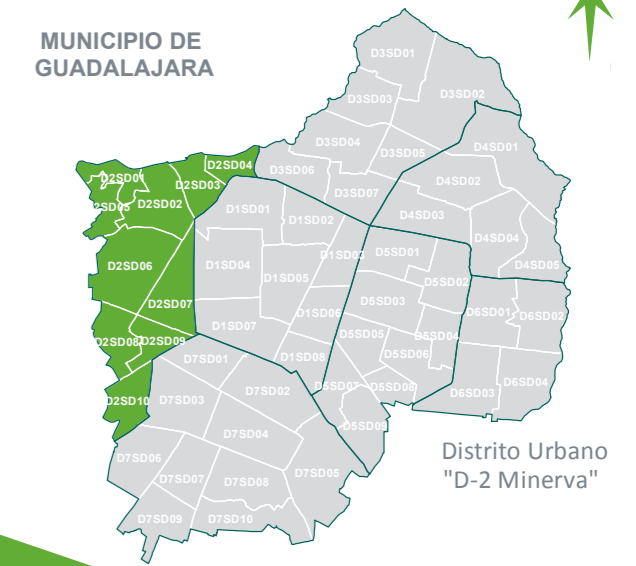 MUNICIPIO DE
GUADALAJARA
D3SD01
D3SD02
D3SD03
D3SD04
D4SD01
D3SD05
D2SD04
D3SD06
D2SD01
D2SD03
D4SD02
D3SD07
D2SD05
D2SD02
D1SD01
D1SD02
D4SD03
D4SD04
D1SD03
D5SD01
D2SD06
D1SD04
D4SD05
D1SD05
D5SD02
D2SD07
D5SD03
D1SD06
D6SD01
D6SD02
D1SD07
D5SD05
D5SD04
D2SD08
D2SD09
D5SD06
D7SD01
D1SD08
D6SD04
D7SD02
D5SD07
D5SD08
D6SD03
D2SD10
D7SD03
D5SD09
D7SD04
Distrito Urbano
"D-2 Minerva"
D7SD06
D7SD05
D7SD07
D7SD08
D7SD09
D7SD10